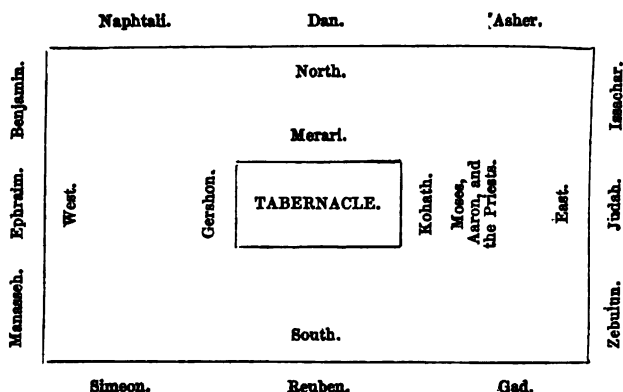 Naphtali. Dan. Asher.
North.
Merari.
Benjamin.
Ephraim.
Manasseh.
West.
Gershon.
TABERNACLE.
Kohath.
Moses,
Aaron, and
the Priests.
East.
Issachar.
Judah.
Zebulun.
South.
Simeon. Reuben. Gad.